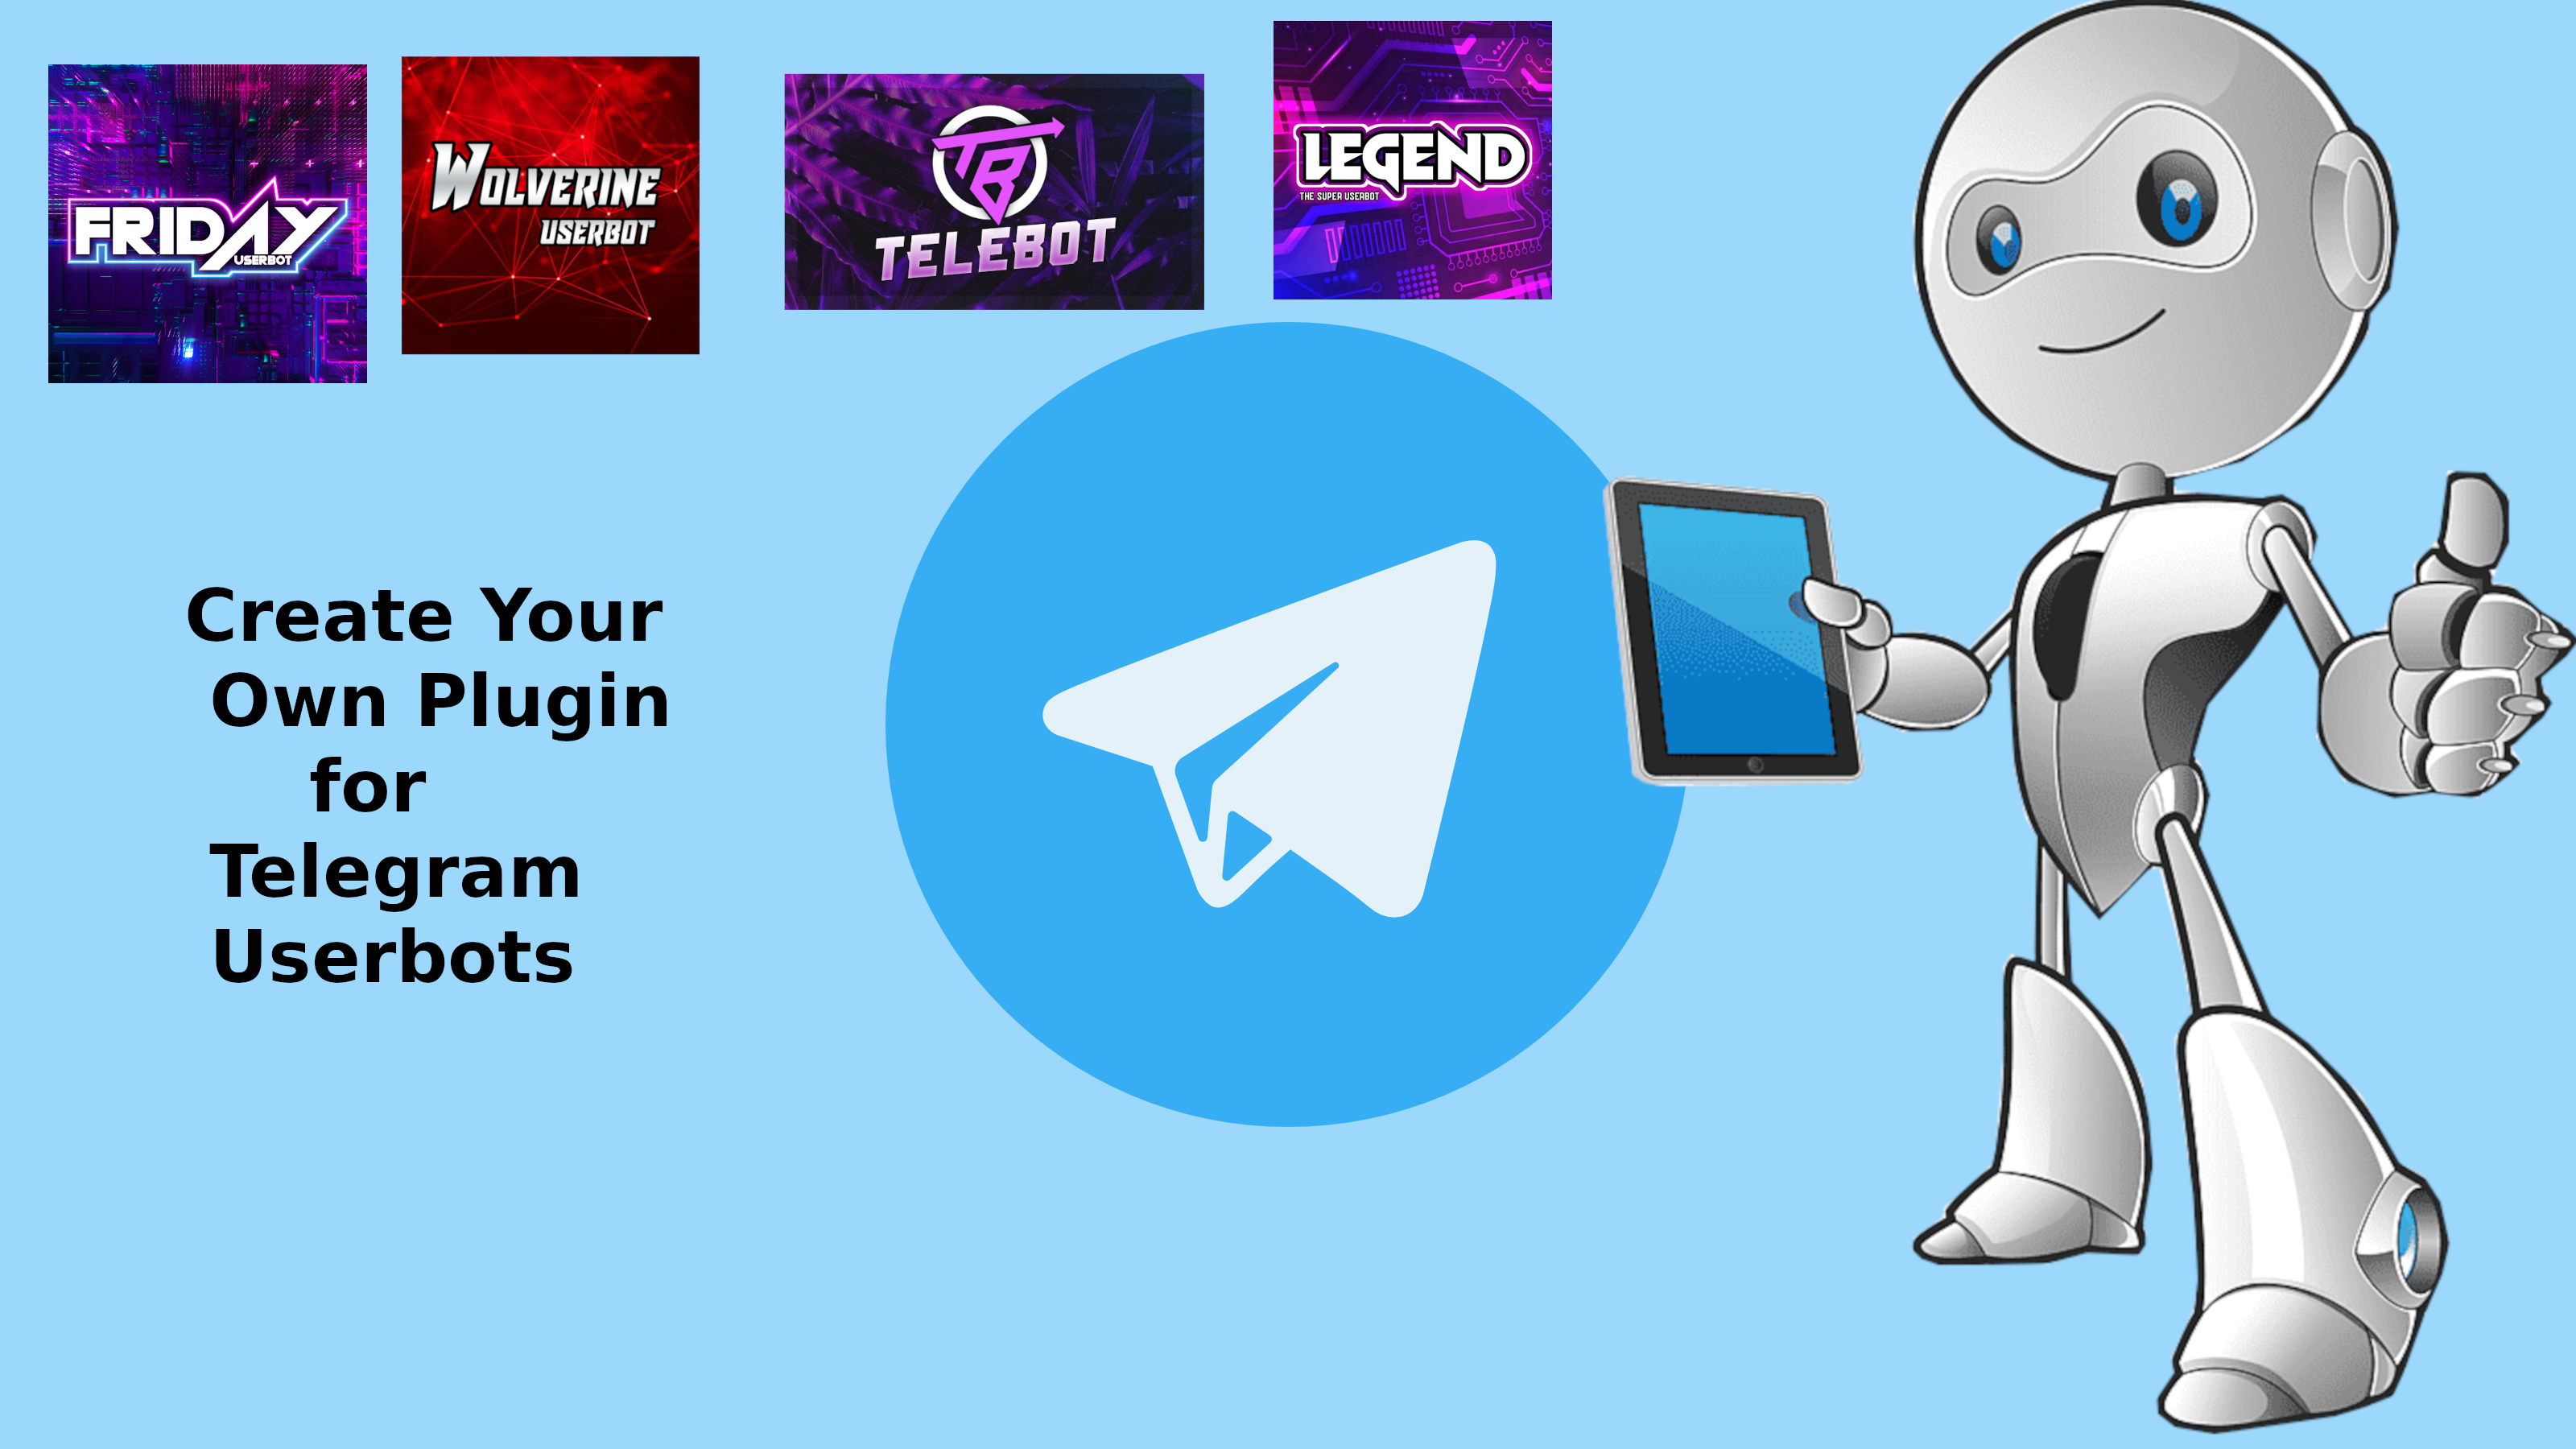 FRIDAY
USERBOT
WOLVERINE
USERBOT
TB
TELEBOT
LEGEND
THE SUPER USERBOT
Create Your
Own Plugin
for
Telegram
Userbots